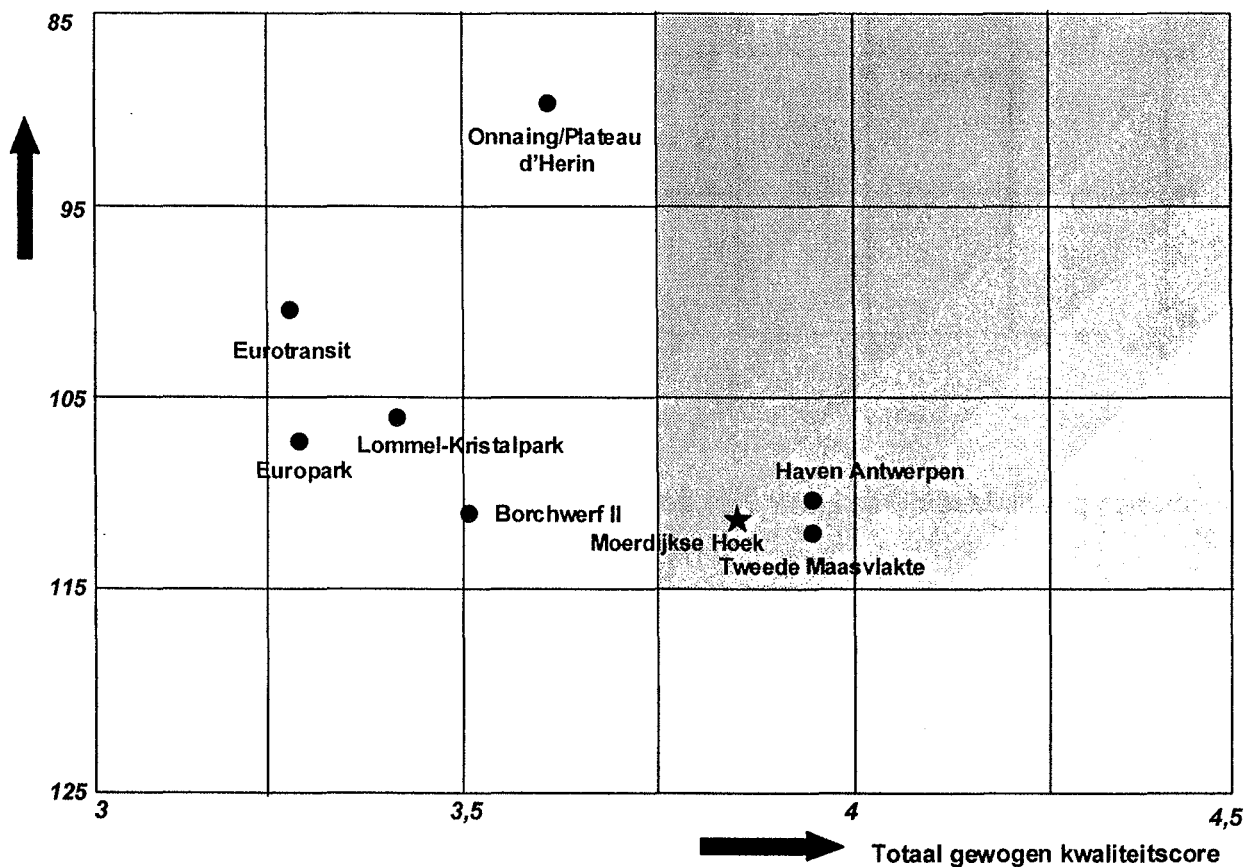 85
Onnaing/Plateau
d'Herin
95
Eurotransit
105
Lommel-Kristalpark
Europark
Haven Antwerpen
Borchwerf II
Moerdijkse Hoek
Tweede Maasvlakte
115
125
3
3,5
4
4,5
Totaal gewogen kwaliteitscore